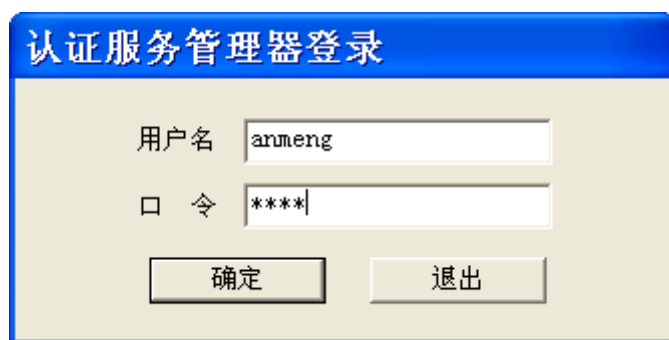 认证服务管理器登录
用户名 anmeng
口 令 ****
确定 退出